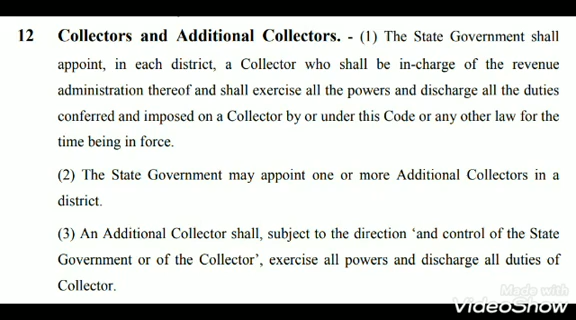 12 Collectors and Additional Collectors. - (1) The State Government shall
appoint, in each district, a Collector who shall be in-charge of the revenue
administration thereof and shall exercise all the powers and discharge all the duties
conferred and imposed on a Collector by or under this Code or any other law for the
time being in force.
(2) The State Government may appoint one or more Additional Collectors in a
district.
(3) An Additional Collector shall, subject to the direction ‘and control of the State
Government or of the Collector’, exercise all powers and discharge all duties of
Collector.
Made with
VideoShow